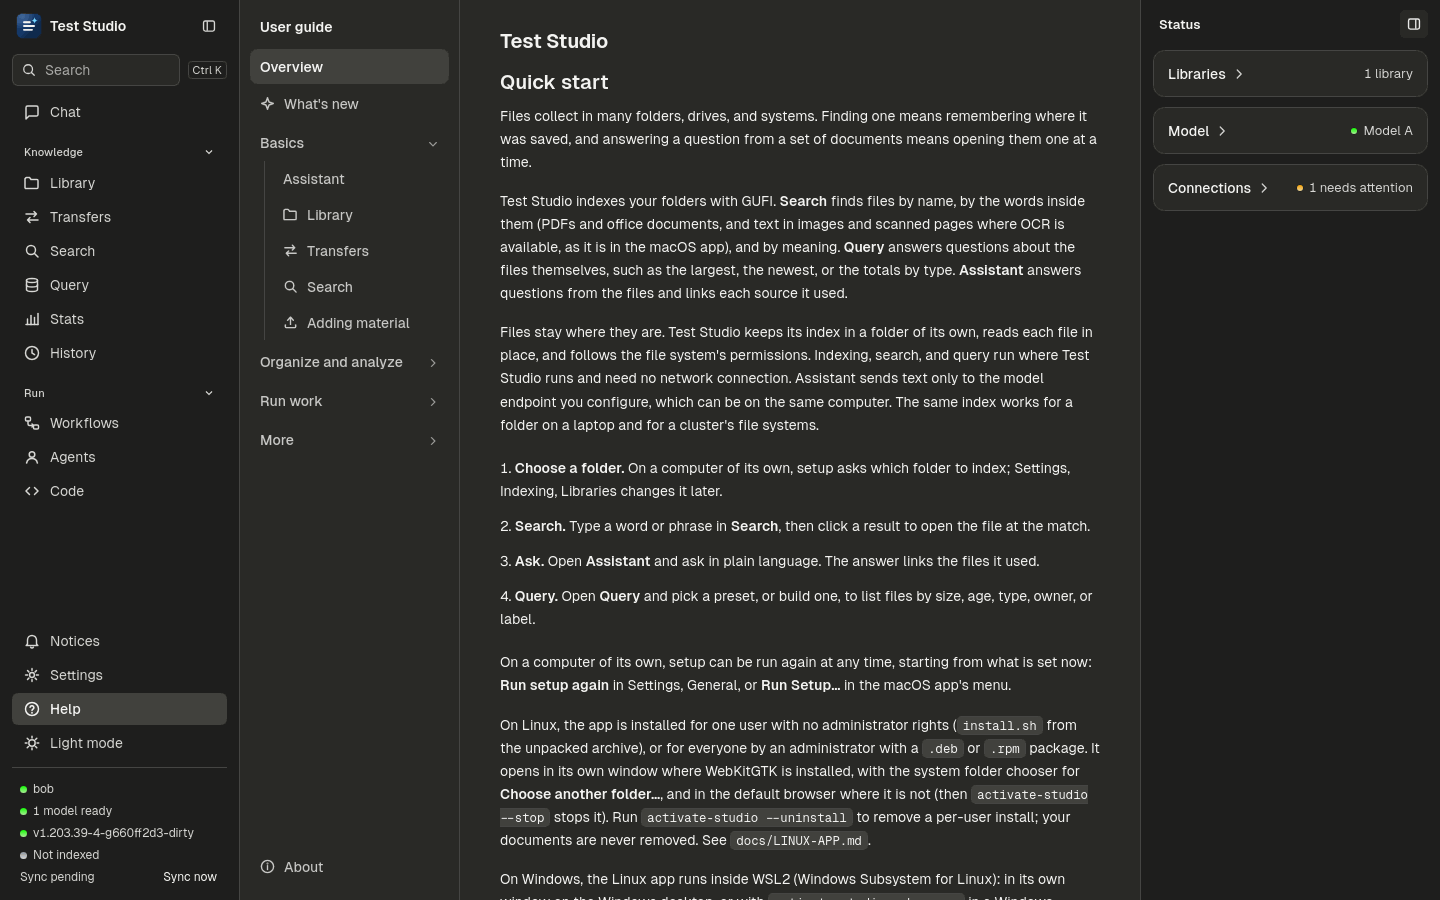 Test Studio
Search
Ctrl K
Chat
Knowledge
Library
Transfers
Search
Query
Stats
History
Run
Workflows
Agents
Code
Notices
Settings
Help
Light mode
bob
1 model ready
v1.203.39-4-g660ff2d3-dirty
Not indexed
Sync pending
Sync now
User guide
Overview
What's new
Basics
Assistant
Library
Transfers
Search
Adding material
Organize and analyze
Run work
More
About
Test Studio
Quick start
Files collect in many folders, drives, and systems. Finding one means remembering where it
was saved, and answering a question from a set of documents means opening them one at a
time.
Test Studio indexes your folders with GUFI. Search finds files by name, by the words inside
them (PDFs and office documents, and text in images and scanned pages where OCR is
available, as it is in the macOS app), and by meaning. Query answers questions about the
files themselves, such as the largest, the newest, or the totals by type. Assistant answers
questions from the files and links each source it used.
Files stay where they are. Test Studio keeps its index in a folder of its own, reads each file in
place, and follows the file system's permissions. Indexing, search, and query run where Test
Studio runs and need no network connection. Assistant sends text only to the model
endpoint you configure, which can be on the same computer. The same index works for a
folder on a laptop and for a cluster's file systems.
1. Choose a folder. On a computer of its own, setup asks which folder to index; Settings,
Indexing, Libraries changes it later.
2. Search. Type a word or phrase in Search, then click a result to open the file at the match.
3. Ask. Open Assistant and ask in plain language. The answer links the files it used.
4. Query. Open Query and pick a preset, or build one, to list files by size, age, type, owner, or
label.
On a computer of its own, setup can be run again at any time, starting from what is set now:
Run setup again in Settings, General, or Run Setup... in the macOS app's menu.
On Linux, the app is installed for one user with no administrator rights (install.sh from
the unpacked archive), or for everyone by an administrator with a .deb or .rpm package. It
opens in its own window where WebKitGTK is installed, with the system folder chooser for
Choose another folder..., and in the default browser where it is not (then activate-studio
--stop stops it). Run activate-studio --uninstall to remove a per-user install; your
documents are never removed. See docs/LINUX-APP.md.
On Windows, the Linux app runs inside WSL2 (Windows Subsystem for Linux): in its own
Status
Libraries
1 library
Model
Model A
Connections
1 needs attention